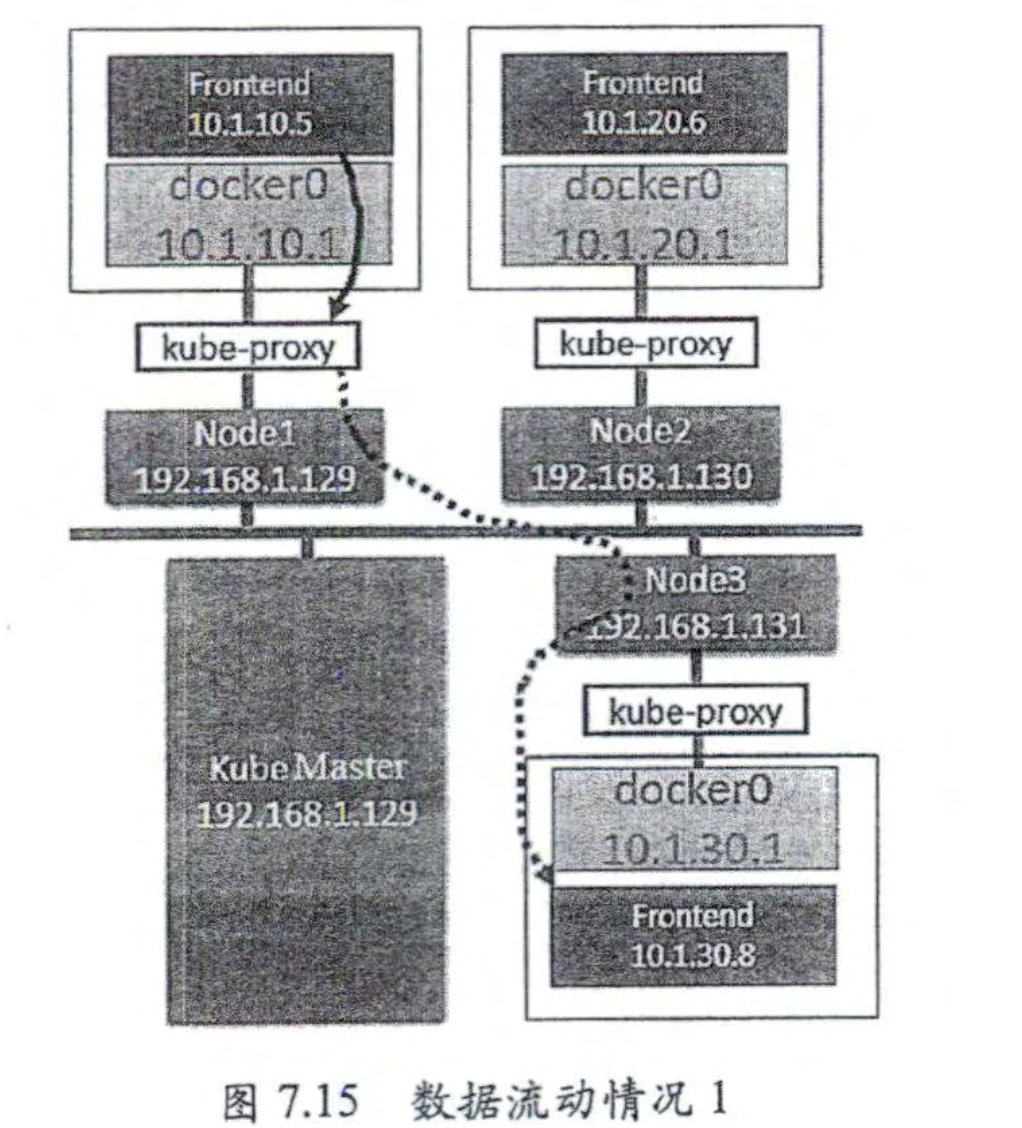 Frontend
10.1.10.5
docker0
10.1.10.1
kube-proxy
Node1
192.168.1.129
Frontend
10.1.20.6
docker0
10.1.20.1
kube-proxy
Node2
192.168.1.130
Kube Master
192.168.1.129
Node3
192.168.1.131
kube-proxy
docker0
10.1.30.1
Frontend
10.1.30.8
图 7.15 数据流动情况 1